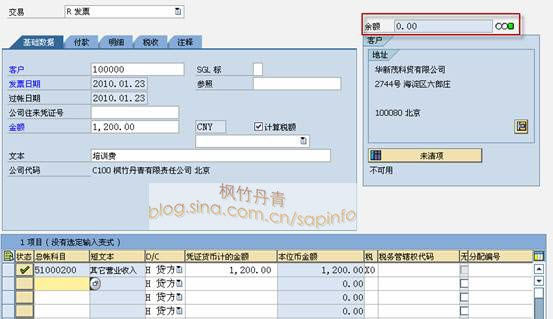 交易 R 发票
余额 0.00
基础数据 付款 明细 税收 注释
客户
客户 100000 SGL 标
地址
发票日期 2010.01.23 参照
华新茂科贸有限公司
过帐日期 2010.01.23
2744号 海淀区六郎庄
公司往来凭证号
100080 北京
金额 1,200.00 CNY 计算税额
文本 培训费
未清项
公司代码 C100 枫竹丹青有限责任公司 北京
不可用
枫竹丹青
blog.sina.com.cn/sapinfo
1 项目 (没有选定输入变式)
状态 总帐科目 短文本 D/C 凭证货币计的金额 本位币金额 税 税务管辖权代码 无 分配编号
51000200 其它营业收入 H 贷方 1,200.00 1,200.00 X0
H 贷方 0.00
H 贷方 0.00
H 贷方 0.00